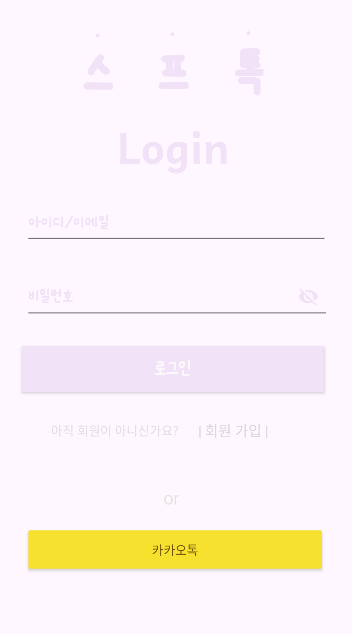 스프록
Login
아이디/이메일
비밀번호
로그인
아직 회원이 아니신가요? | 회원 가입 |
or
카카오톡